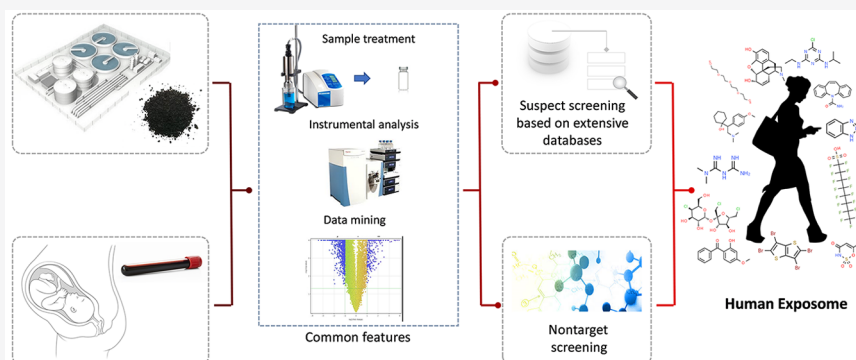 Sample treatment
Instrumental analysis
Data mining
Common features
Suspect screening
based on extensive
databases
Nontarget
screening
Human Exposome